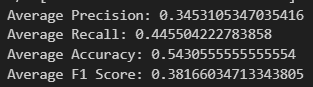 Average Precision: 0.3453105347035416
Average Recall: 0.445504222783858
Average Accuracy: 0.5430555555555554
Average F1 Score: 0.38166034713343805